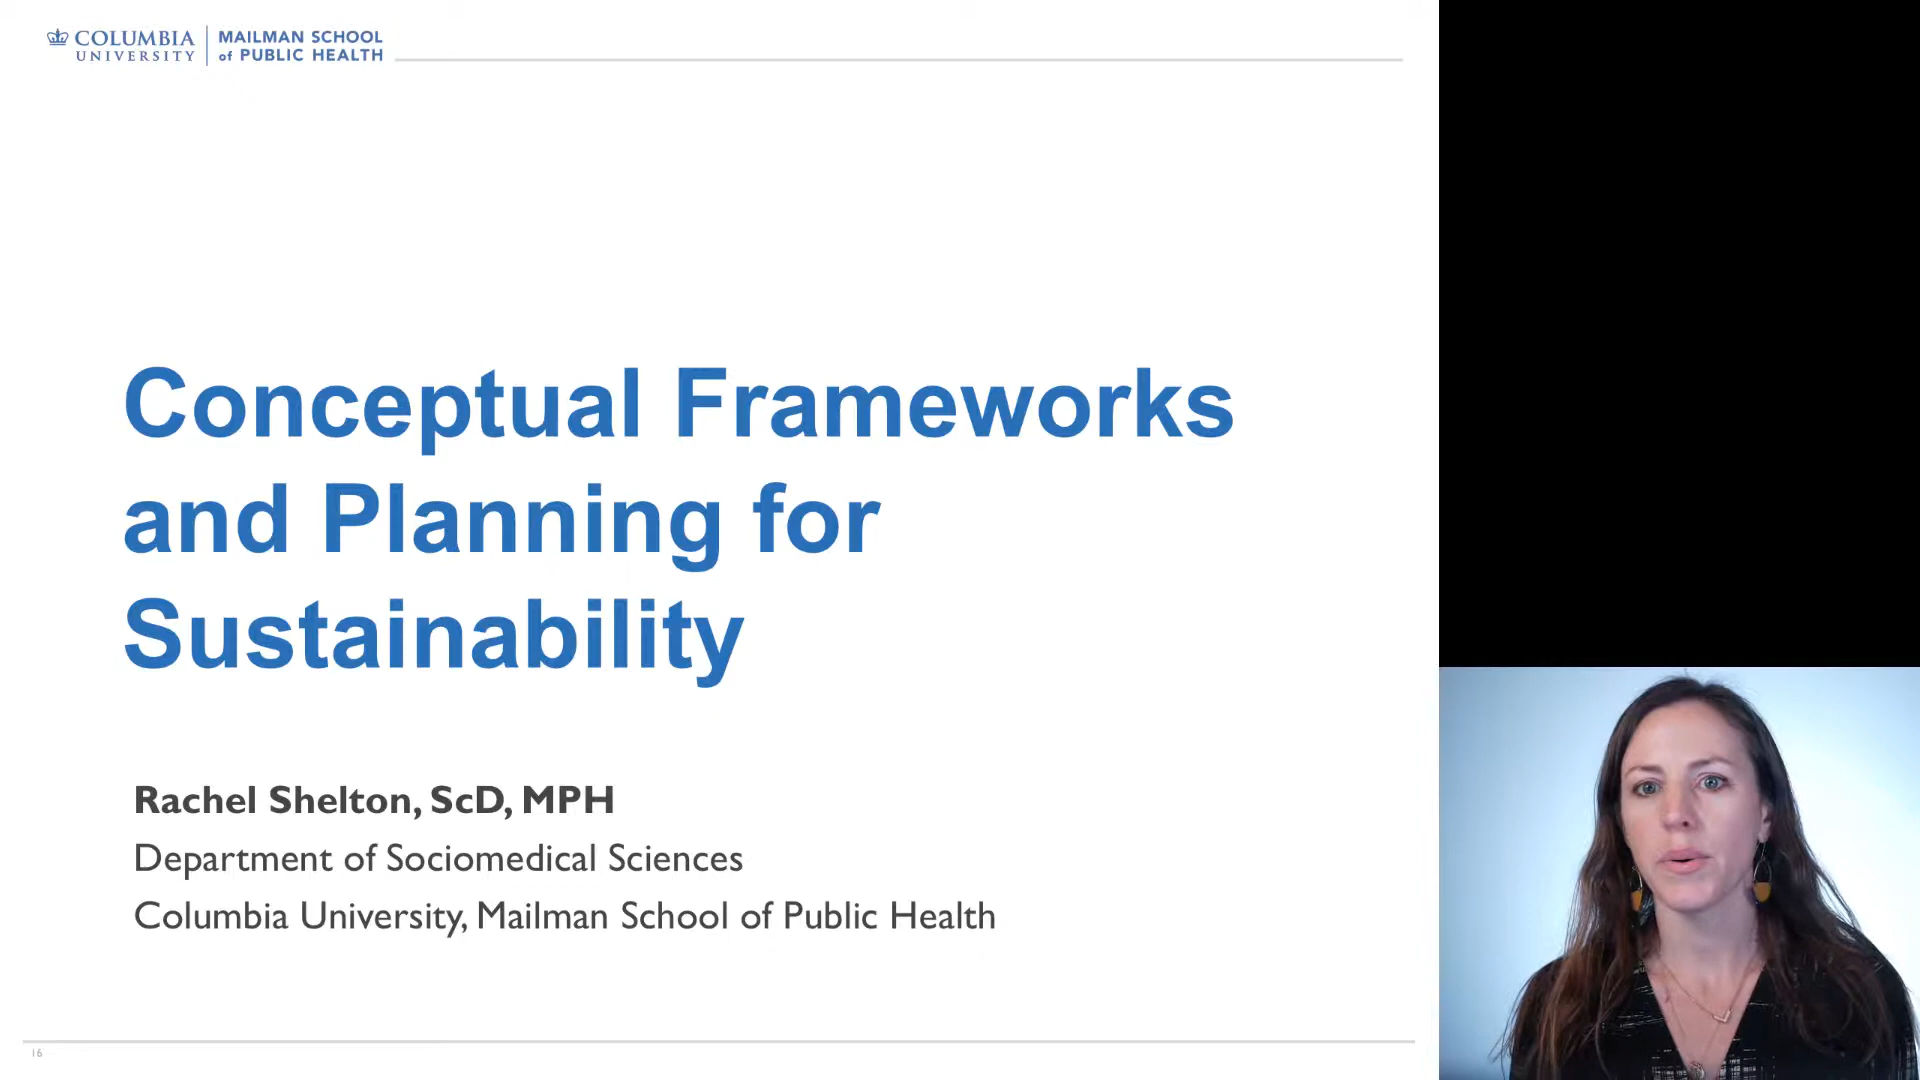 COLUMBIA
UNIVERSITY
MAILMAN SCHOOL
of PUBLIC HEALTH
Conceptual Frameworks
and Planning for
Sustainability
Rachel Shelton, ScD, MPH
Department of Sociomedical Sciences
Columbia University, Mailman School of Public Health
16